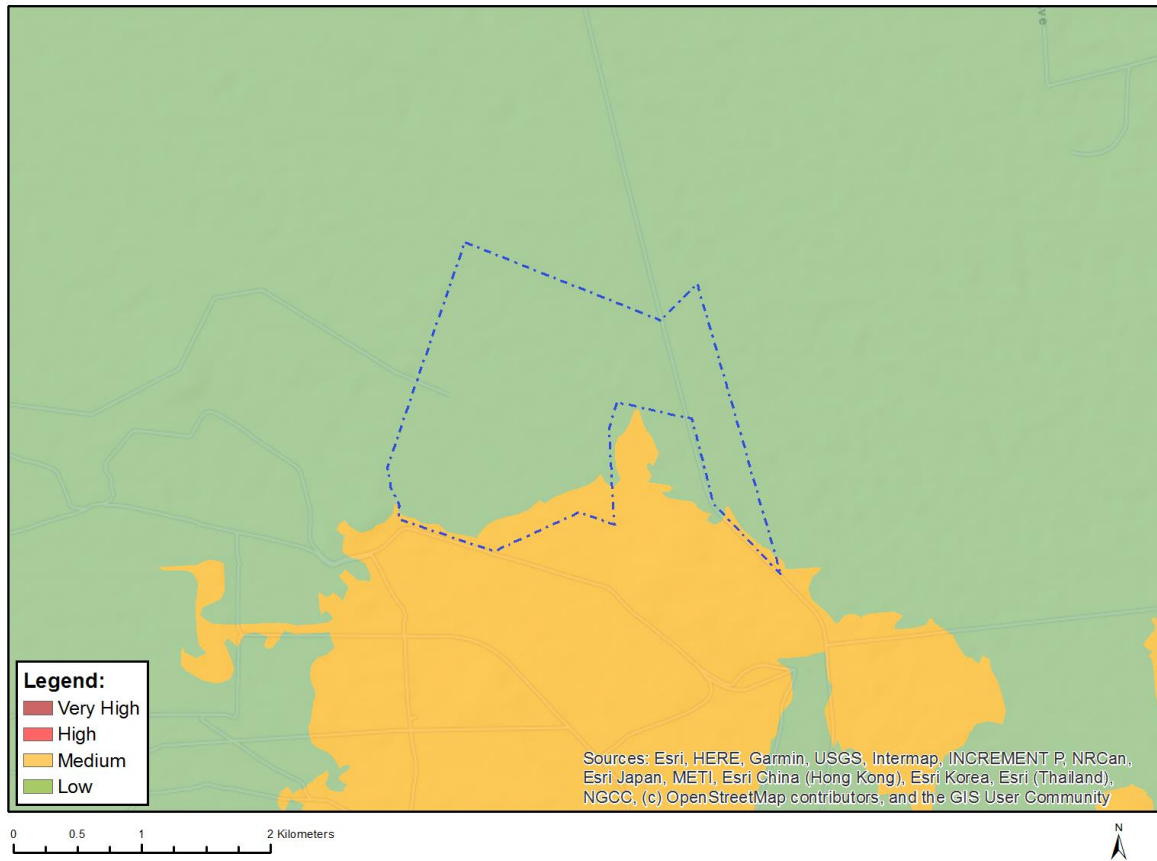 ve
Legend:
Very High
High
Medium
Low
Sources: Esri, HERE, Garmin, USGS, Intermap, INCREMENT P, NRCan,
Esri Japan, METI, Esri China (Hong Kong), Esri Korea, Esri (Thailand),
NGCC, (c) OpenStreetMap contributors, and the GIS User Community
0 0.5 1 2 Kilometers
N